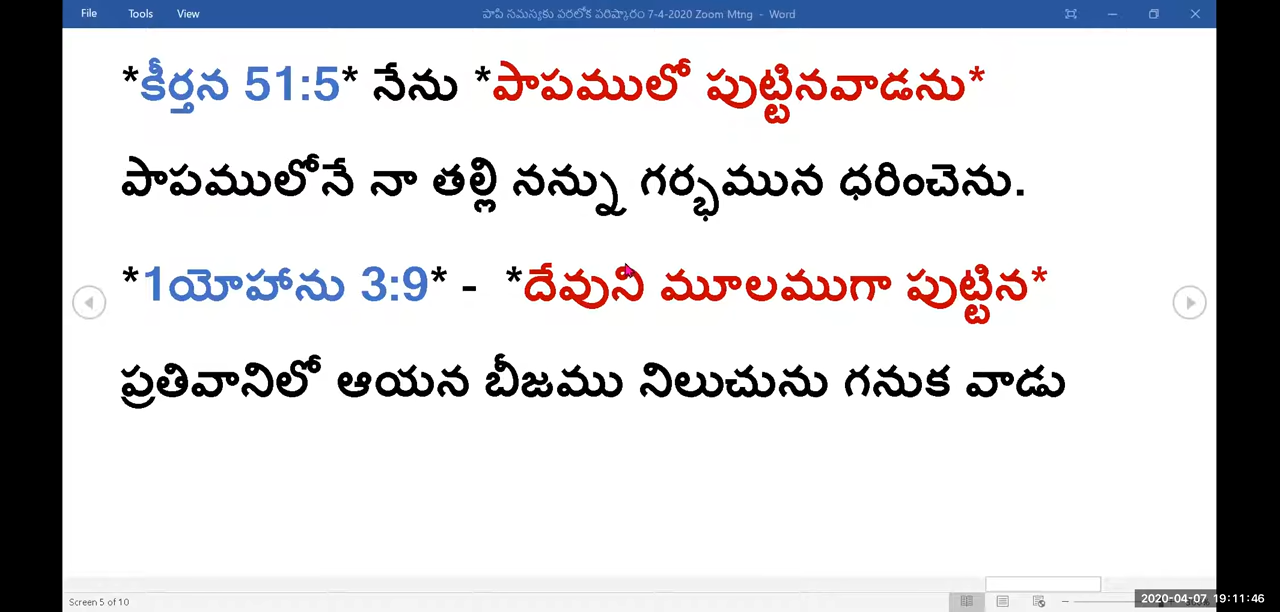 File Tools View పాపి సమస్యకు పరలోక పరిష్కారం 7-4-2020 Zoom Mtng - Word
*కీర్తన 51:5* నేను *పాపములో పుట్టినవాడను*
పాపములోనే నా తల్లి నన్ను గర్భమున ధరించెను.
*1యోహాను 3:9* - *దేవుని మూలముగా పుట్టిన*
ప్రతివానిలో ఆయన బీజము నిలుచును గనుక వాడు
Screen 5 of 10
2020-04-07 19:11:46